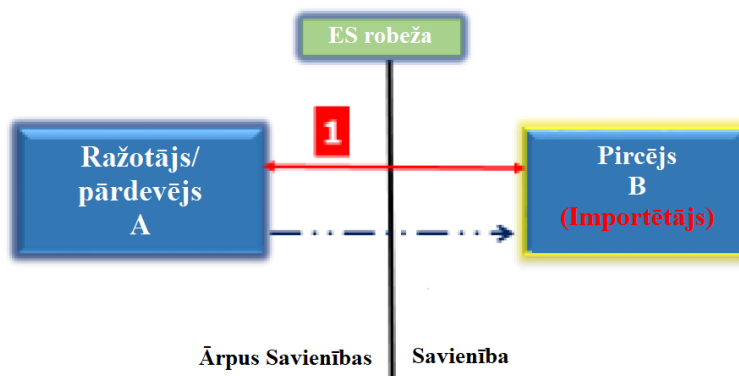 ES robeža
1
Ražotājs/
pārdevējs
A
Pircējs
B
(Importētājs)
Ārpus Savienības
Savienība